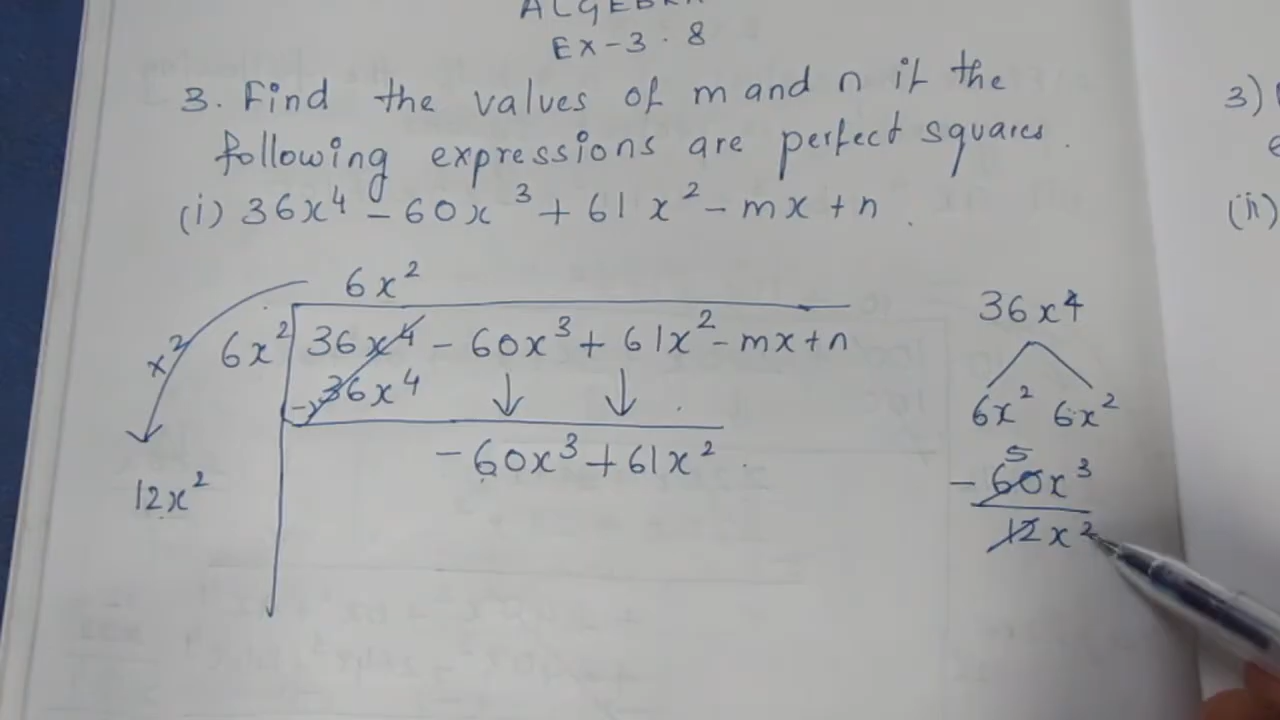 ALGEBRA
EX-3.8
3. Find the values of m and n if the
following expressions are perfect squares.
(i) 36x⁴ - 60x³ + 61x² - mx + n.
6x²
x² 6x² 36x⁴ - 60x³ + 61x² - mx + n
-) 36x⁴ ↓ ↓
- 60x³ + 61x²
12x²
36x⁴
6x² 6x²
5
- 60x³
12x²
3)
(ii)